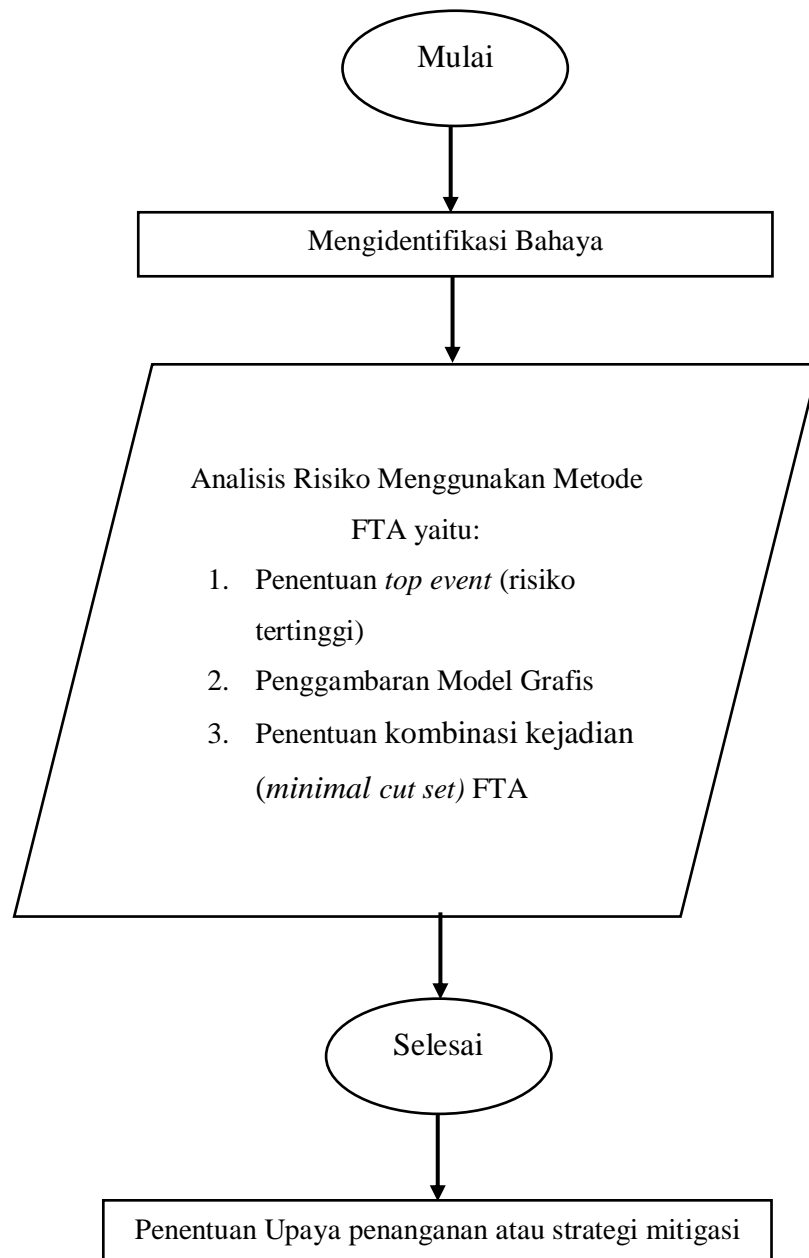 Mulai
Mengidentifikasi Bahaya
Analisis Risiko Menggunakan Metode
FTA yaitu:
1. Penentuan top event (risiko
tertinggi)
2. Penggambaran Model Grafis
3. Penentuan kombinasi kejadian
(minimal cut set) FTA
Selesai
Penentuan Upaya penanganan atau strategi mitigasi